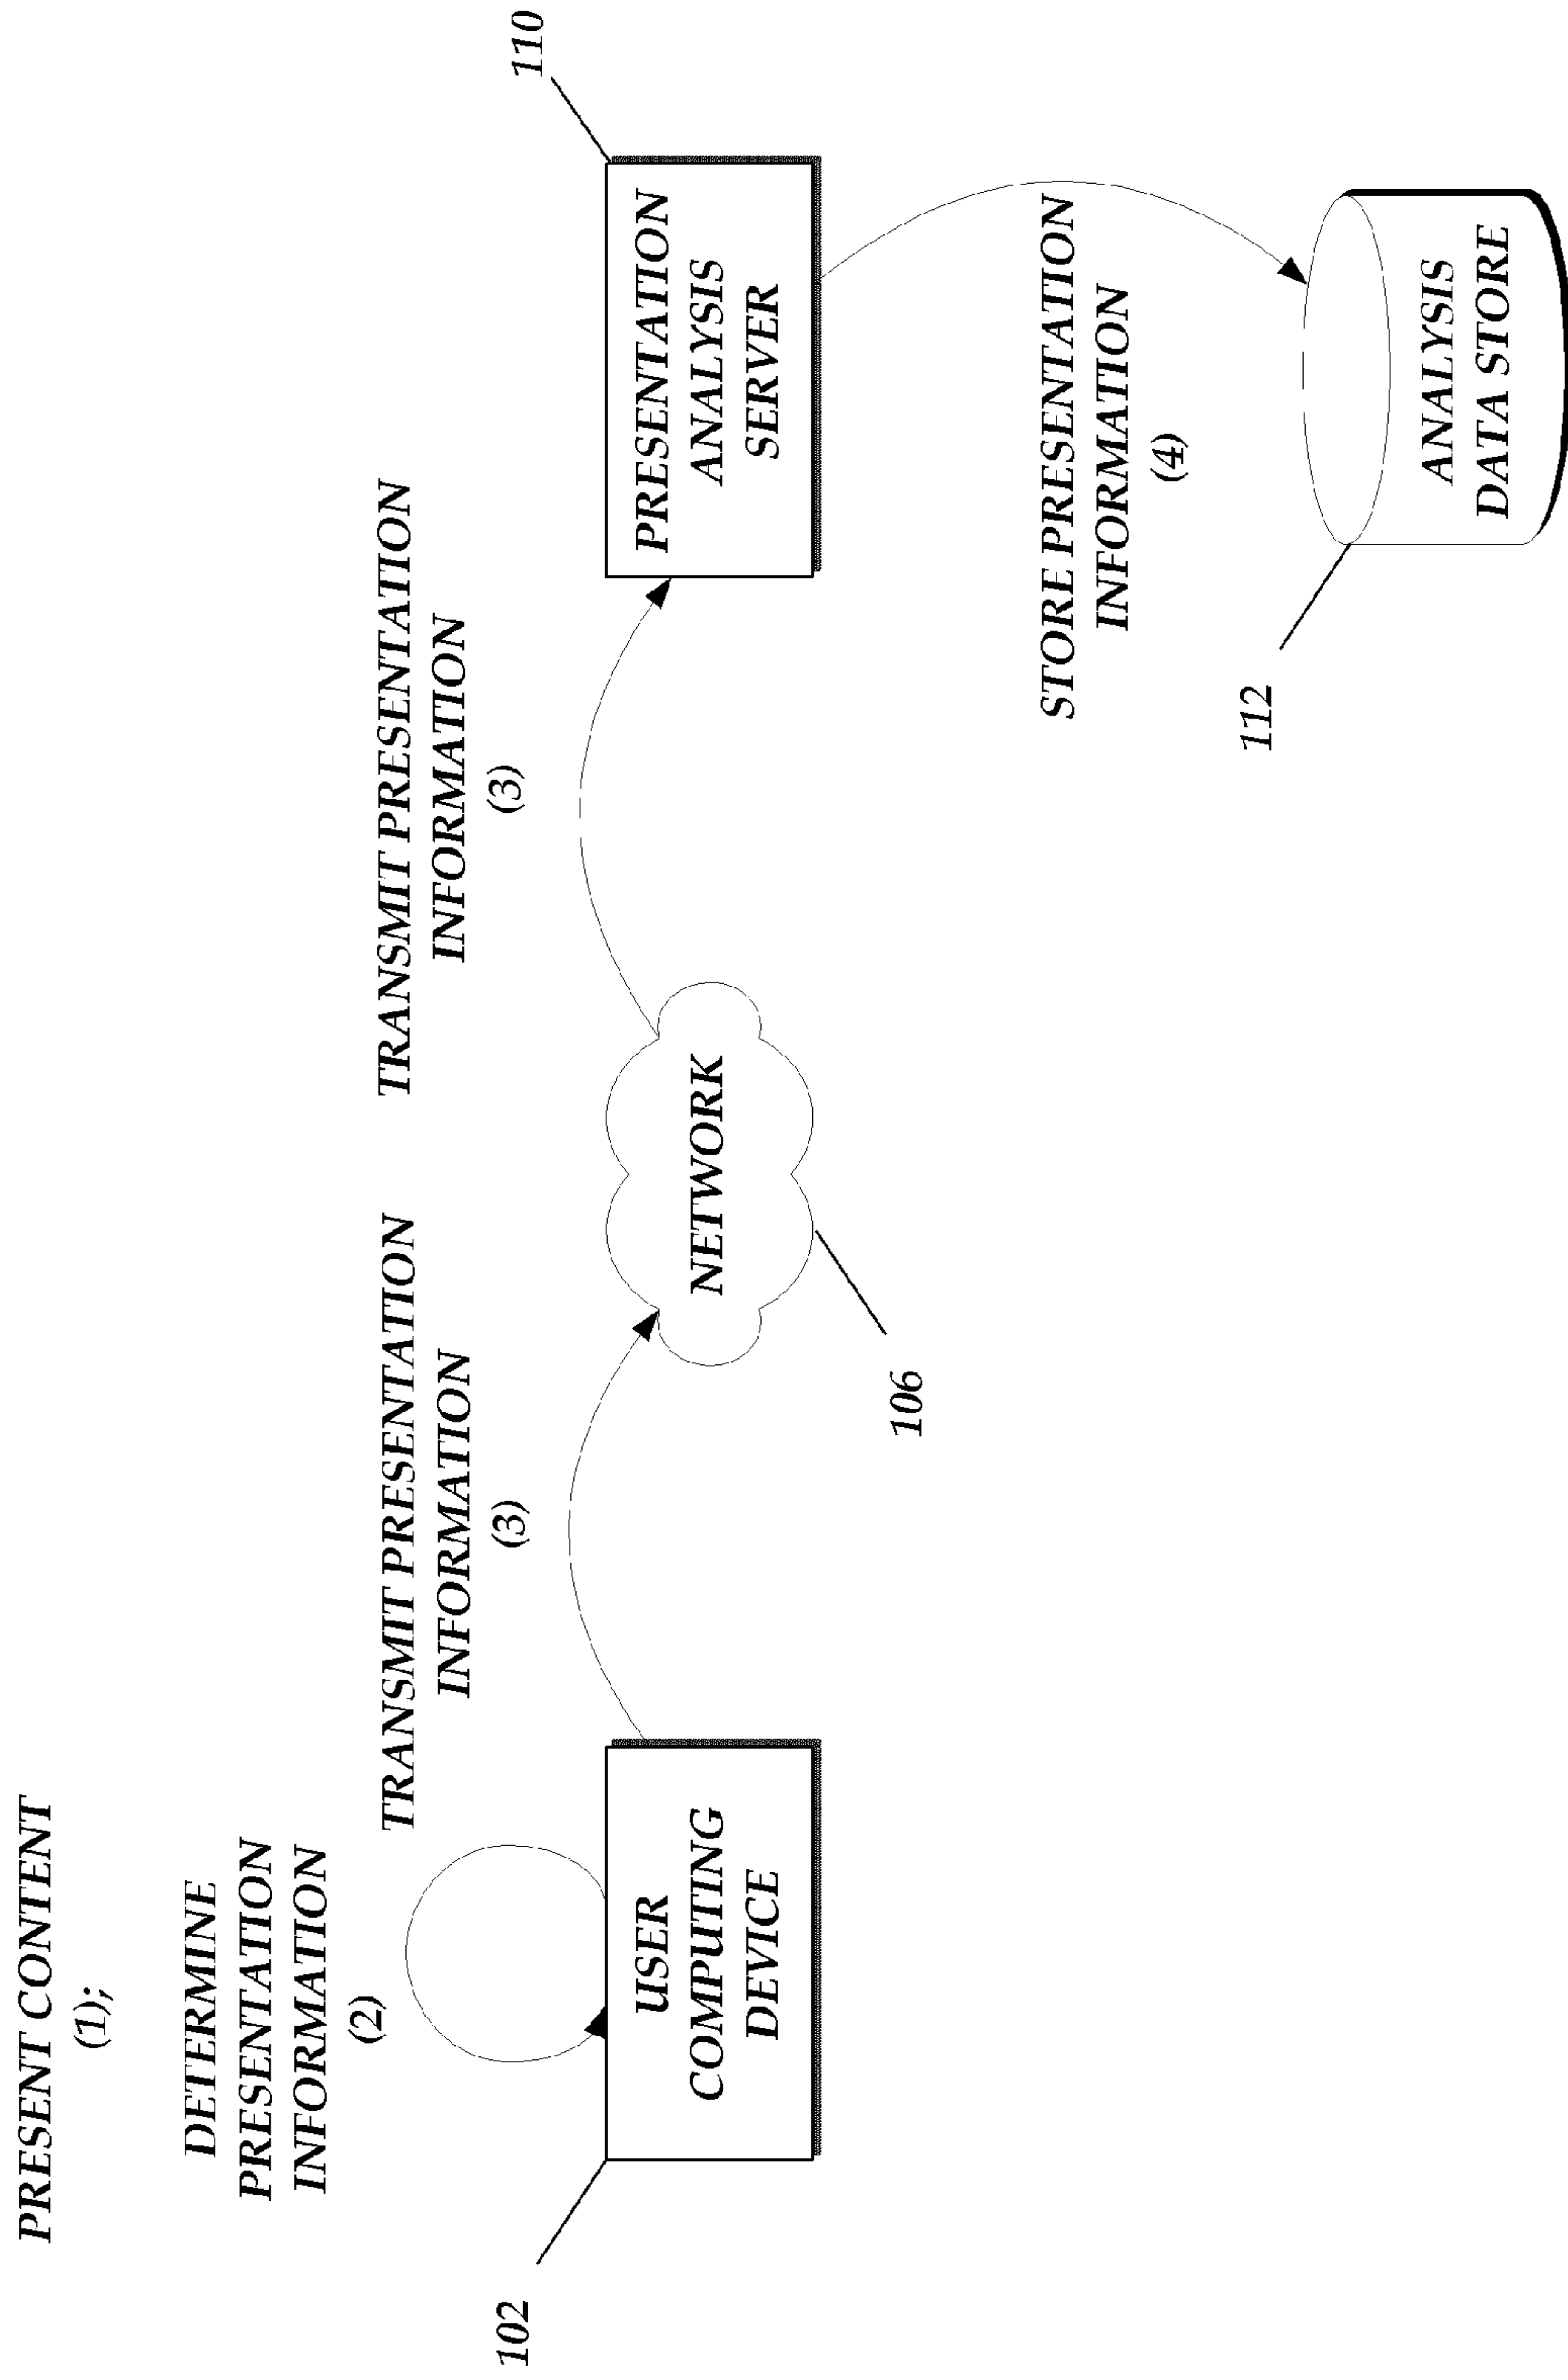 PRESENT CONTENT
(1);
DETERMINE
PRESENTATION
INFORMATION
(2)
TRANSMIT PRESENTATION
INFORMATION
(3)
TRANSMIT PRESENTATION
INFORMATION
(3)
102
USER
COMPUTING
DEVICE
NETWORK
106
110
PRESENTATION
ANALYSIS
SERVER
STORE PRESENTATION
INFORMATION
(4)
112
ANALYSIS
DATA STORE